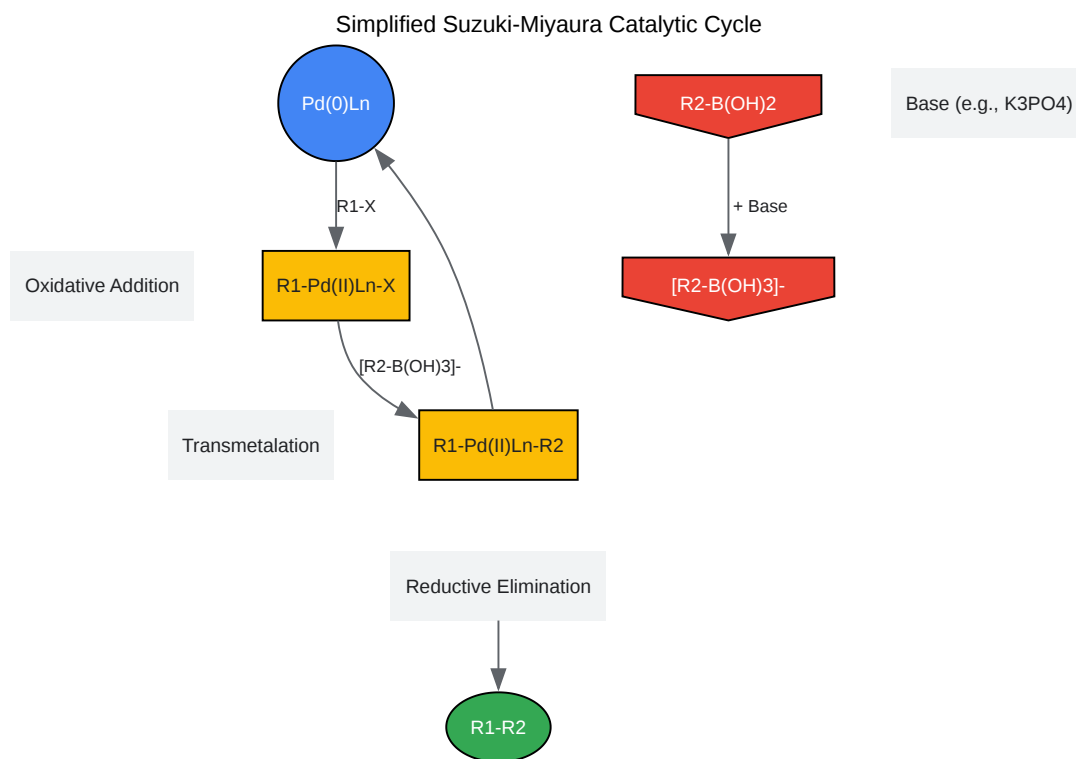 Simplified Suzuki-Miyaura Catalytic Cycle
Pd(0)Ln
R2-B(OH)2
Base (e.g., K3PO4)
R1-X
+ Base
Oxidative Addition
R1-Pd(II)Ln-X
[R2-B(OH)3]-
[R2-B(OH)3]-
Transmetalation
R1-Pd(II)Ln-R2
Reductive Elimination
R1-R2